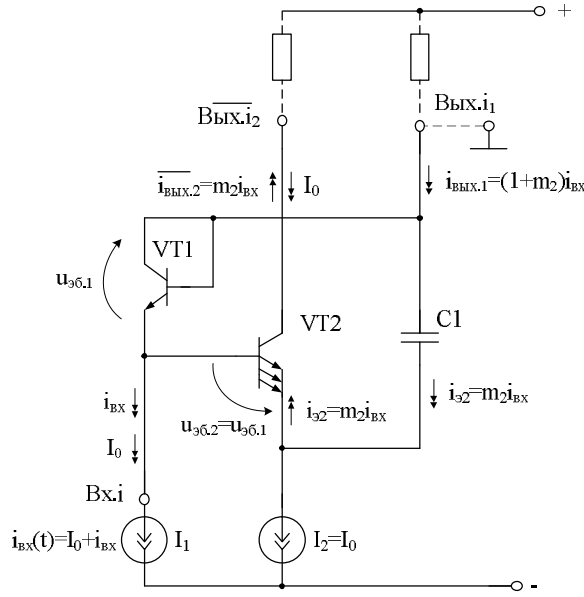 +
Вых.i₂
Вых.i₁
iвых.2=m₂iвх
I₀
iвых.1=(1+m₂)iвх
VT1
uэб.1
VT2
C1
iвх
iэ2=m₂iвх
iэ2=m₂iвх
uэб.2=uэб.1
I₀
Вх.i
iвх(t)=I₀+iвх
I₁
I₂=I₀
-